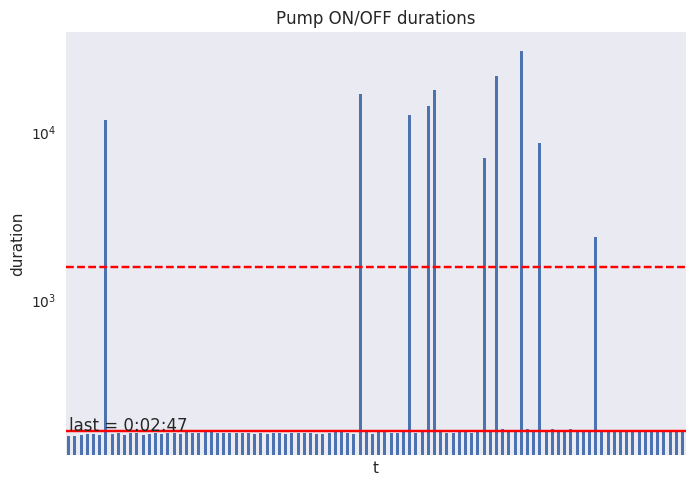 Pump ON/OFF durations
duration
10⁴
10³
last = 0:02:47
t